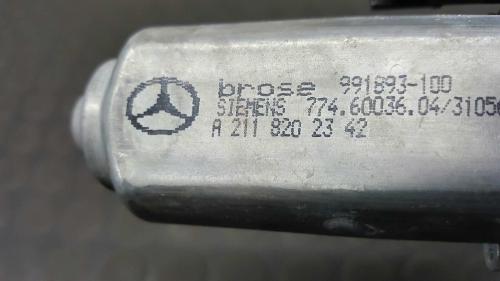 brose 991893-100
SIEMENS 774.60036.04/3105
A 211 820 23 42